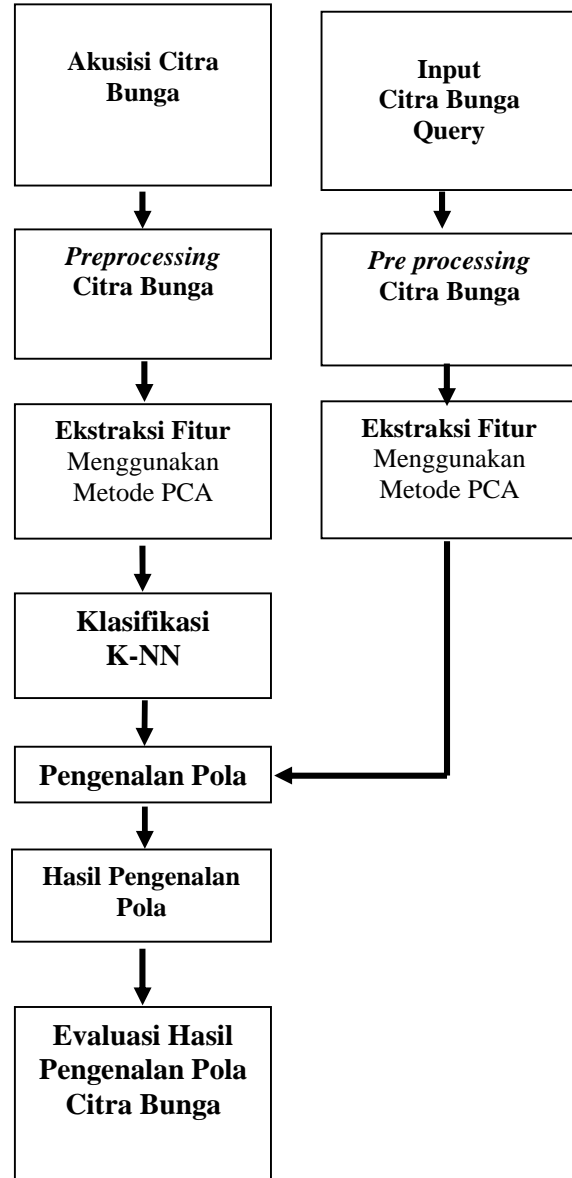 Akusisi Citra
Bunga
Preprocessing
Citra Bunga
Ekstraksi Fitur
Menggunakan
Metode PCA
Klasifikasi
K-NN
Pengenalan Pola
Hasil Pengenalan
Pola
Evaluasi Hasil
Pengenalan Pola
Citra Bunga
Input
Citra Bunga
Query
Pre processing
Citra Bunga
Ekstraksi Fitur
Menggunakan
Metode PCA